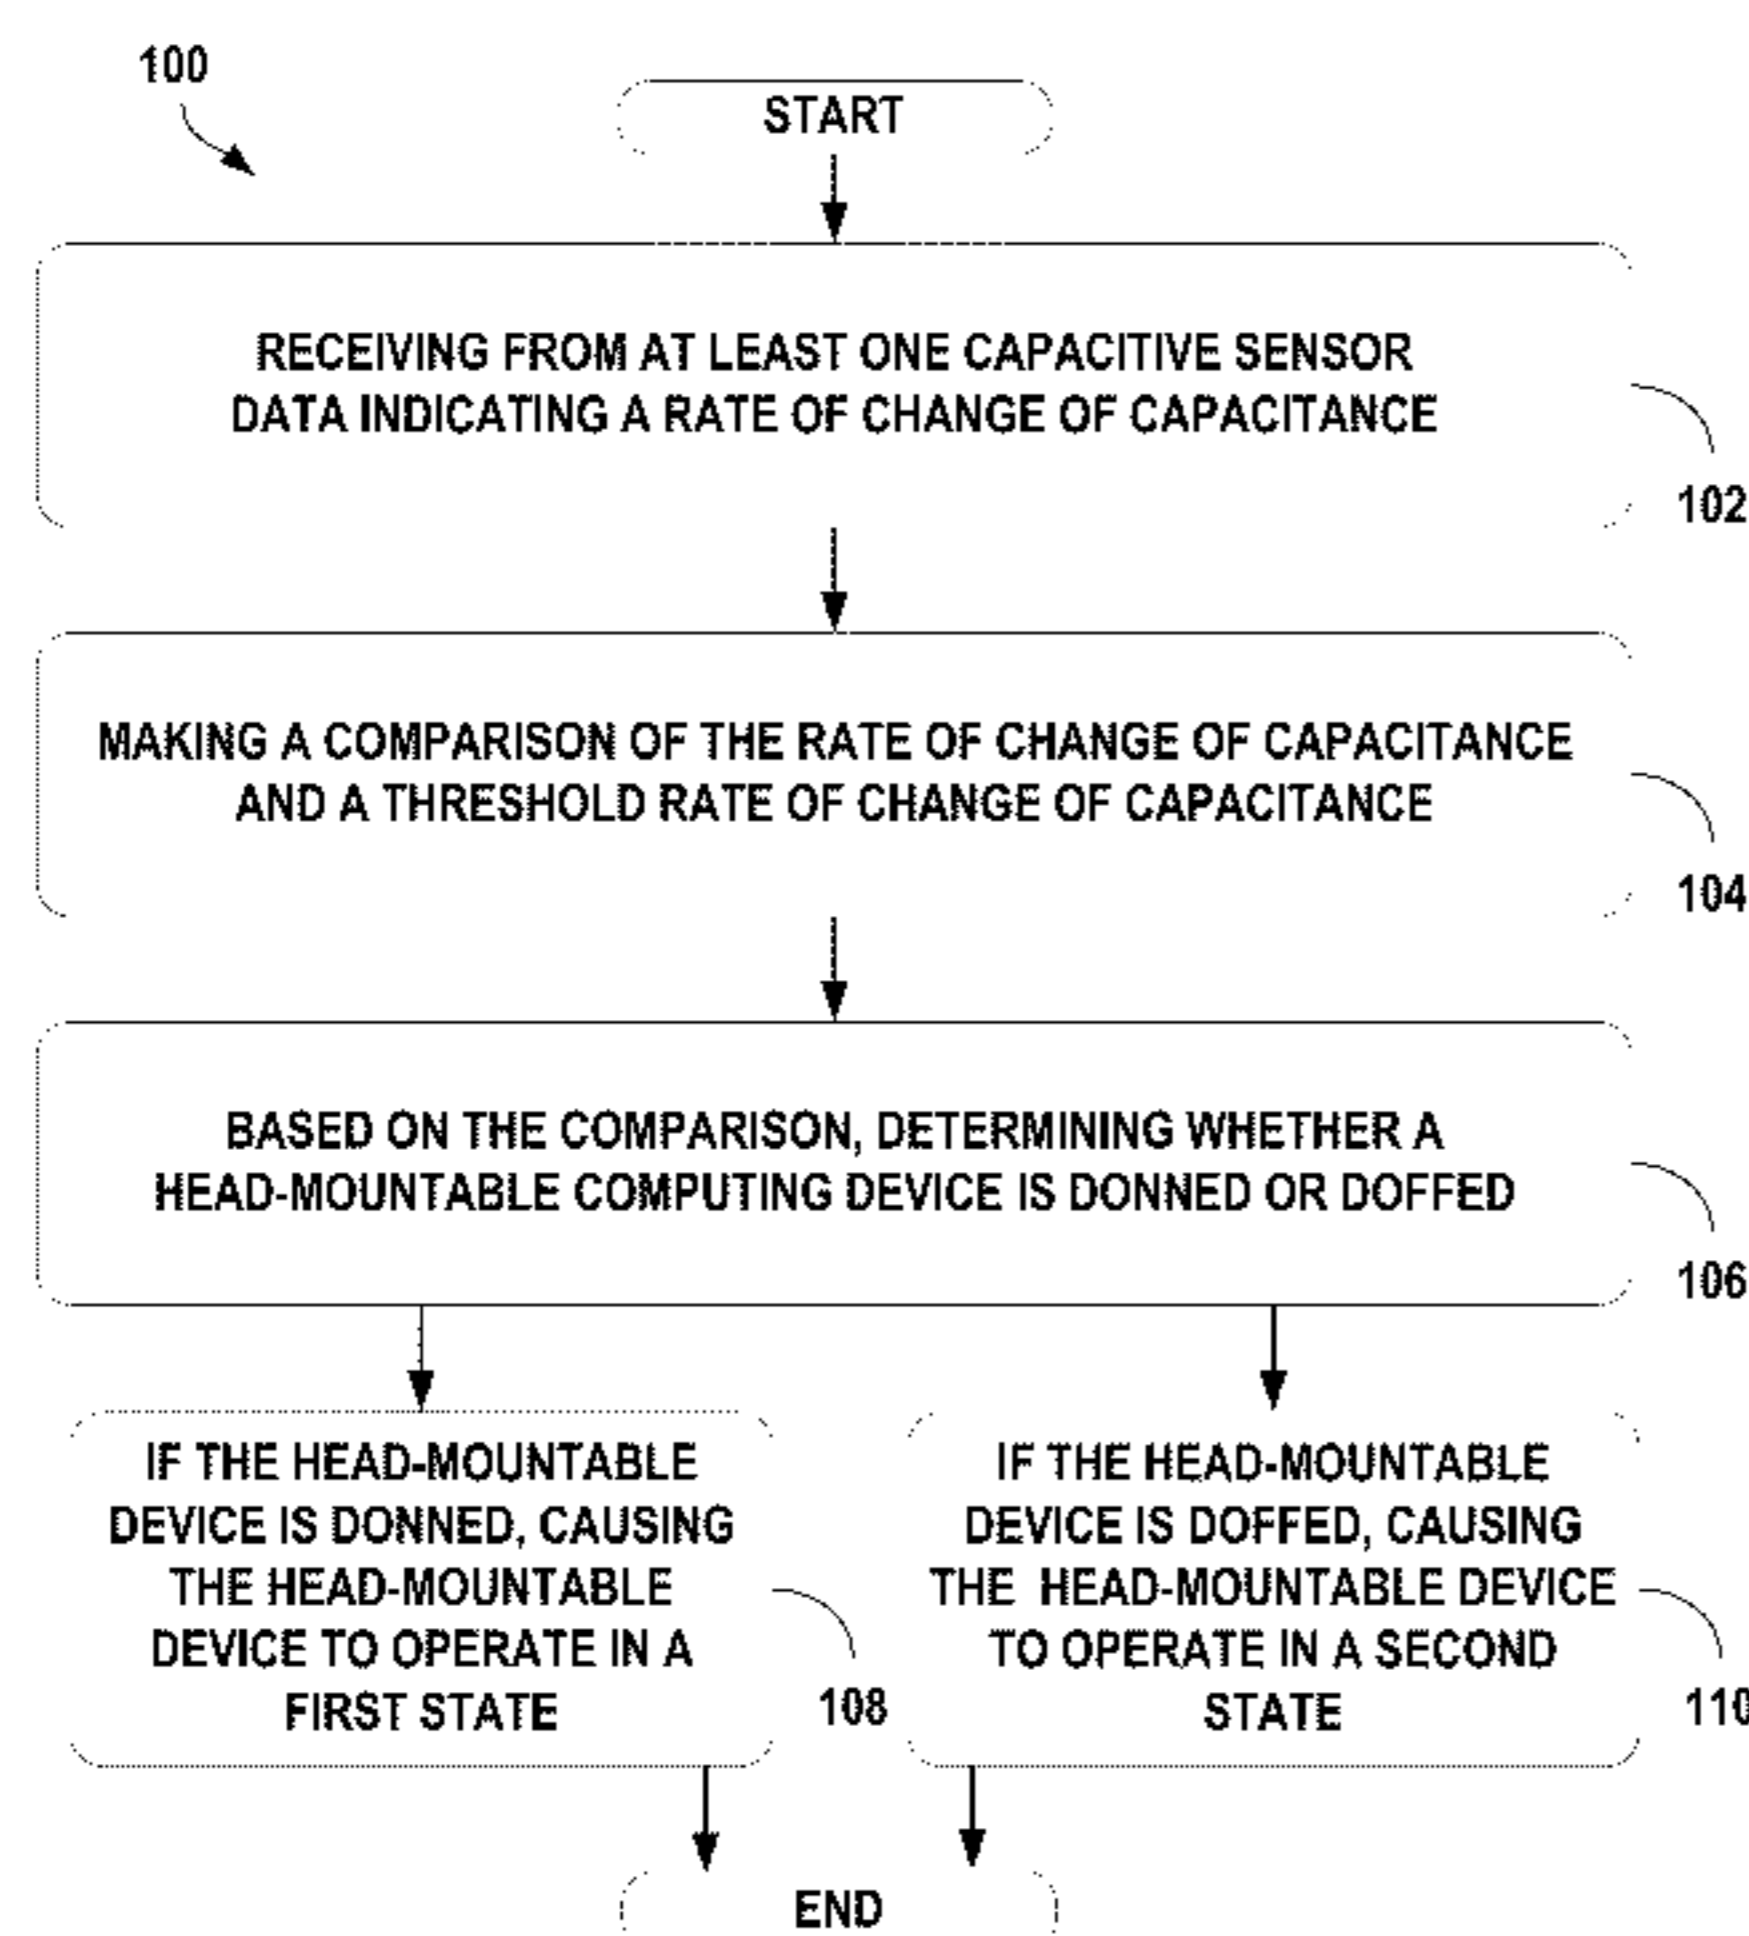 100
START
RECEIVING FROM AT LEAST ONE CAPACITIVE SENSOR
DATA INDICATING A RATE OF CHANGE OF CAPACITANCE
102
MAKING A COMPARISON OF THE RATE OF CHANGE OF CAPACITANCE
AND A THRESHOLD RATE OF CHANGE OF CAPACITANCE
104
BASED ON THE COMPARISON, DETERMINING WHETHER A
HEAD-MOUNTABLE COMPUTING DEVICE IS DONNED OR DOFFED
106
IF THE HEAD-MOUNTABLE
DEVICE IS DONNED, CAUSING
THE HEAD-MOUNTABLE
DEVICE TO OPERATE IN A
FIRST STATE
108
IF THE HEAD-MOUNTABLE
DEVICE IS DOFFED, CAUSING
THE HEAD-MOUNTABLE DEVICE
TO OPERATE IN A SECOND
STATE
110
END